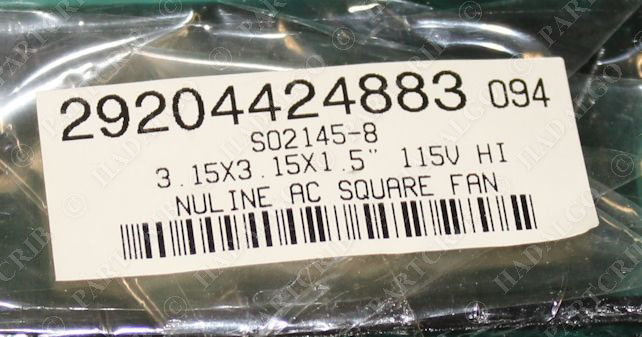 29204424883 094
S02145-8
3.15X3.15X1.5" 115V HI
NULINE AC SQUARE FAN